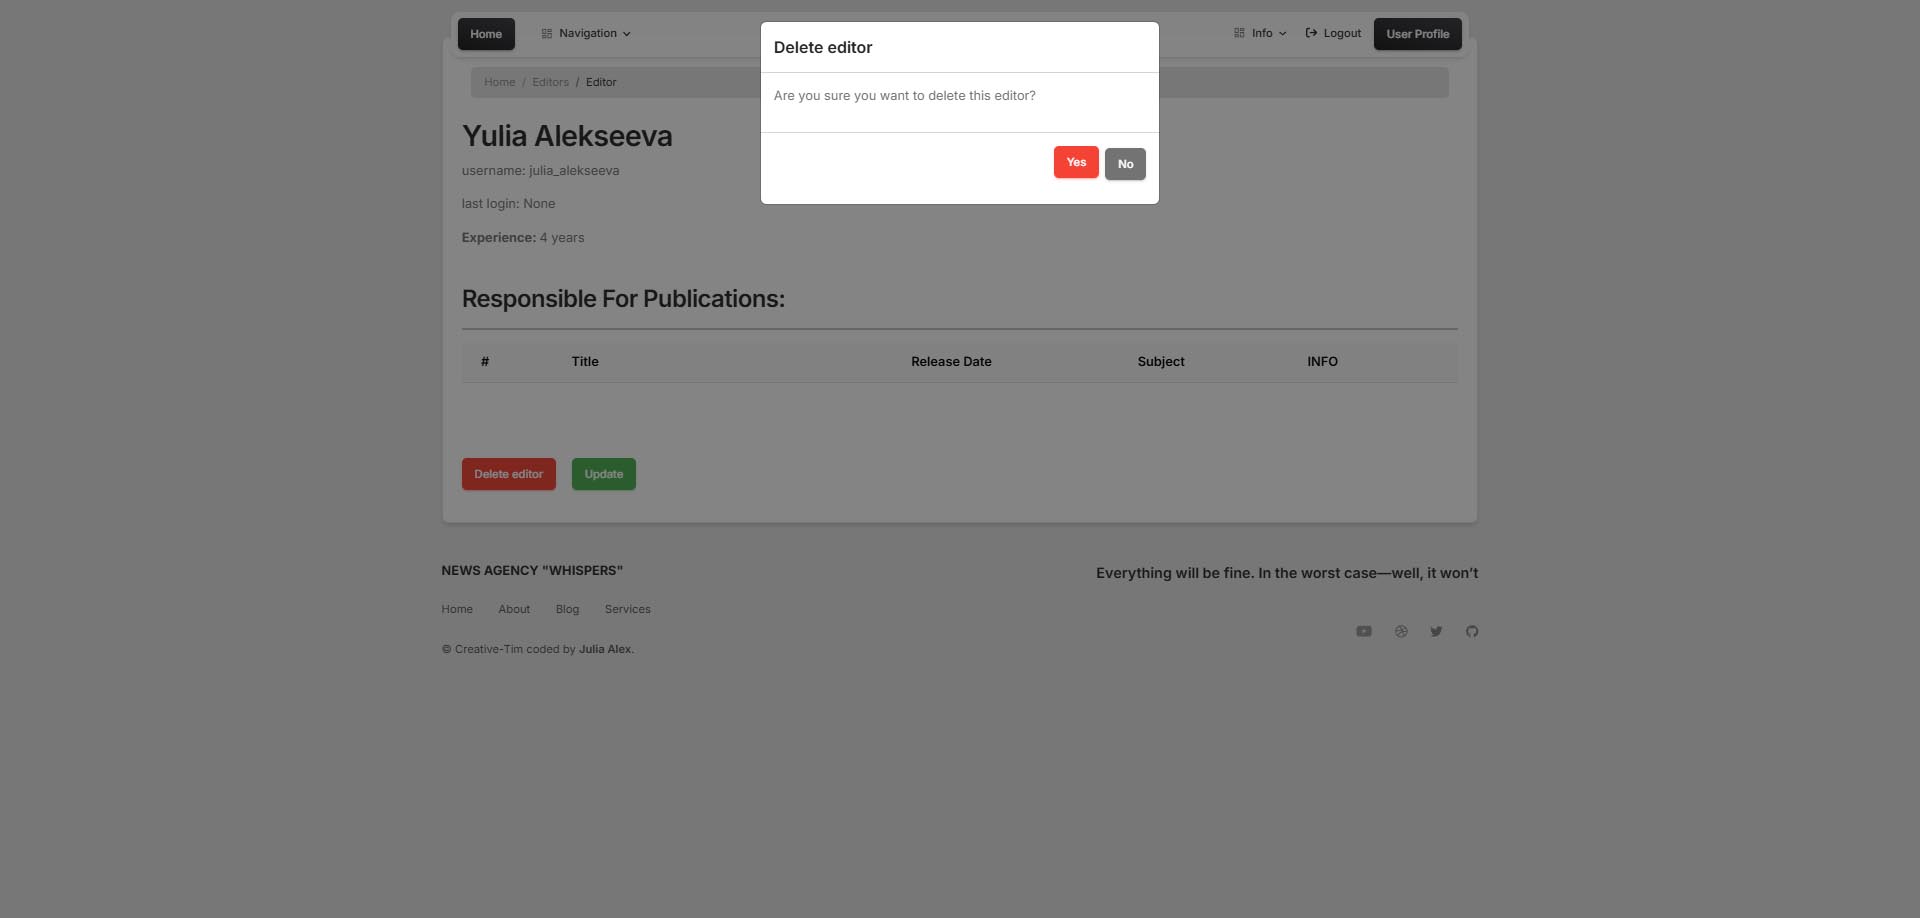 Home
Navigation
Info
Logout
User Profile
Delete editor
Are you sure you want to delete this editor?
Yes
No
Home / Editors / Editor
Yulia Alekseeva
username: julia_alekseeva
last login: None
Experience: 4 years
Responsible For Publications:
# Title Release Date Subject INFO
Delete editor
Update
NEWS AGENCY "WHISPERS"
Everything will be fine. In the worst case—well, it won’t
Home About Blog Services
© Creative-Tim coded by Julia Alex.